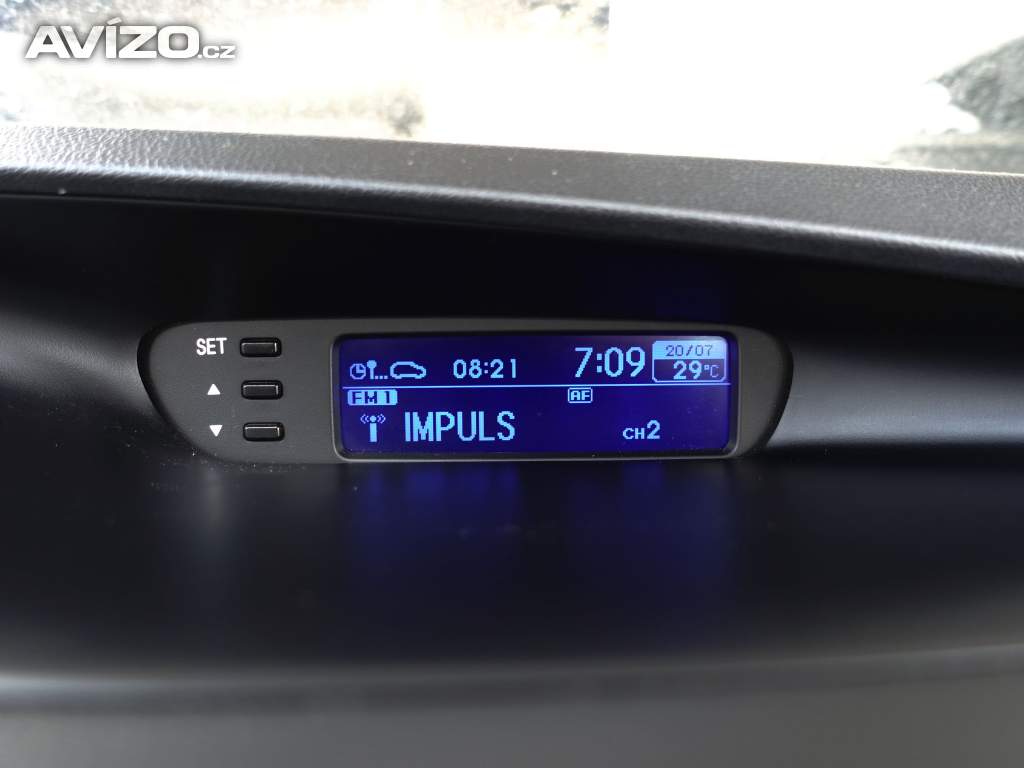 AVÍZO.cz
SET
08:21 7:09 20/07
29°C
FM1 AF
IMPULS CH2